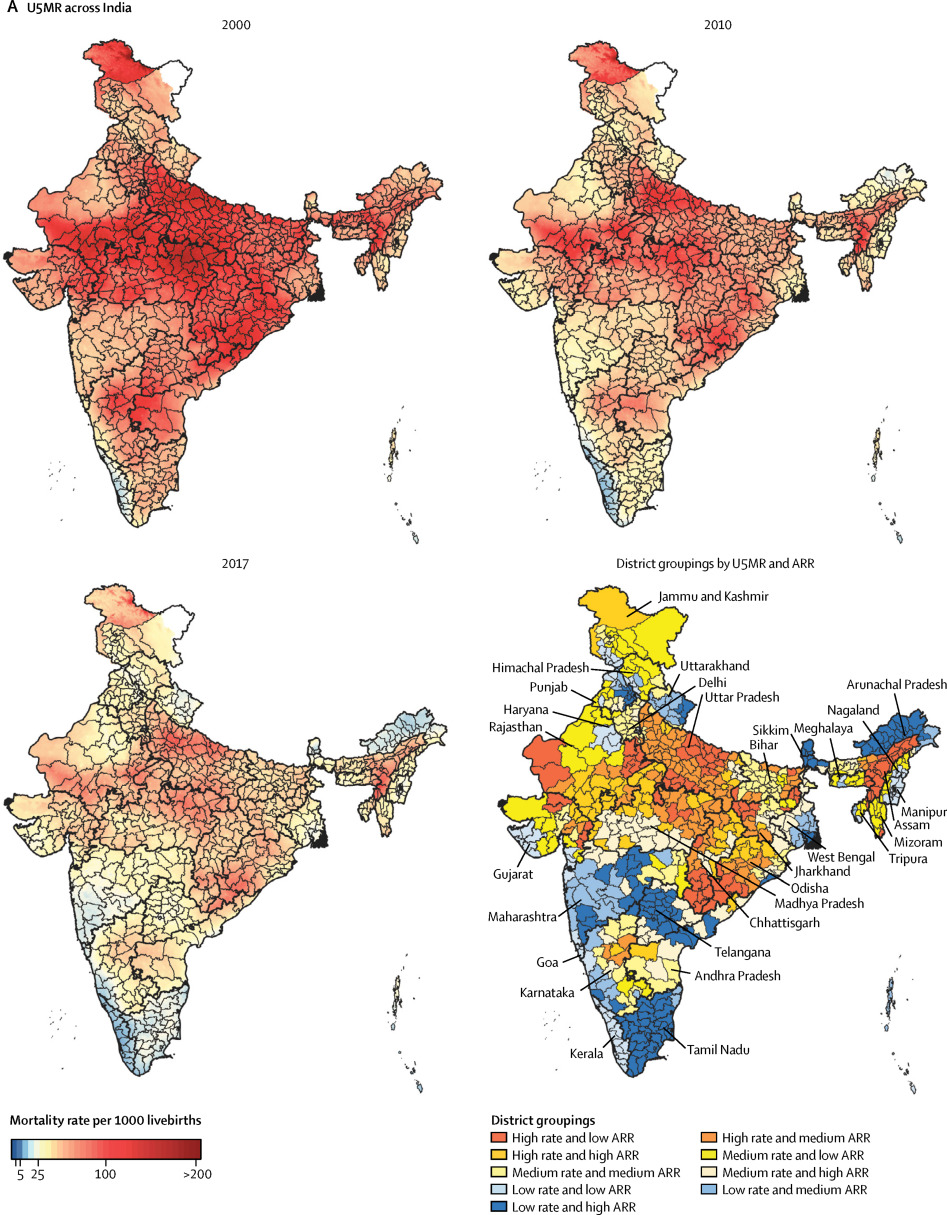 A U5MR across India
2000
2010
2017
District groupings by U5MR and ARR
Jammu and Kashmir
Himachal Pradesh
Uttarakhand
Punjab
Delhi
Uttar Pradesh
Arunachal Pradesh
Haryana
Nagaland
Rajasthan
Sikkim
Meghalaya
Bihar
Manipur
Assam
Mizoram
Tripura
West Bengal
Gujarat
Jharkhand
Odisha
Madhya Pradesh
Maharashtra
Chhattisgarh
Telangana
Goa
Andhra Pradesh
Karnataka
Kerala
Tamil Nadu
Mortality rate per 1000 livebirths
5 25 100 >200
District groupings
High rate and low ARR
High rate and medium ARR
High rate and high ARR
Medium rate and low ARR
Medium rate and medium ARR
Medium rate and high ARR
Low rate and low ARR
Low rate and medium ARR
Low rate and high ARR